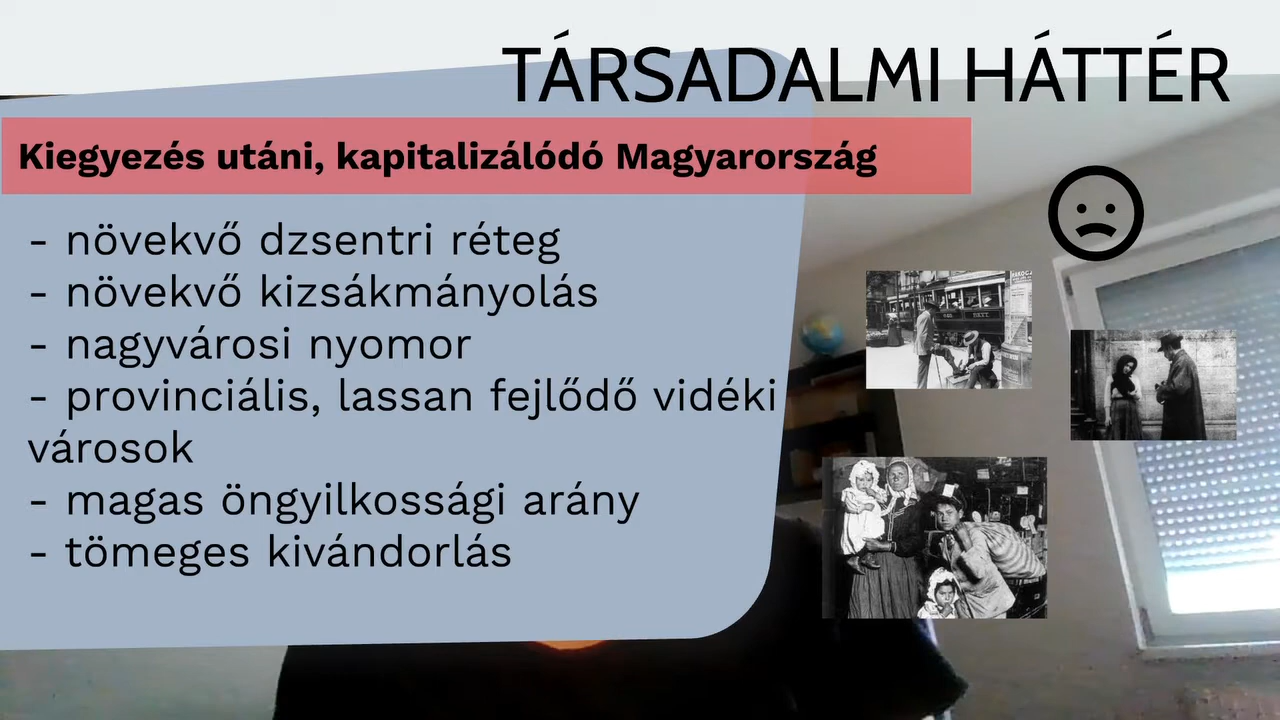 TÁRSADALMI HÁTTÉR
Kiegyezés utáni, kapitalizálódó Magyarország
- növekvő dzsentri réteg
- növekvő kizsákmányolás
- nagyvárosi nyomor
- provinciális, lassan fejlődő vidéki
városok
- magas öngyilkossági arány
- tömeges kivándorlás